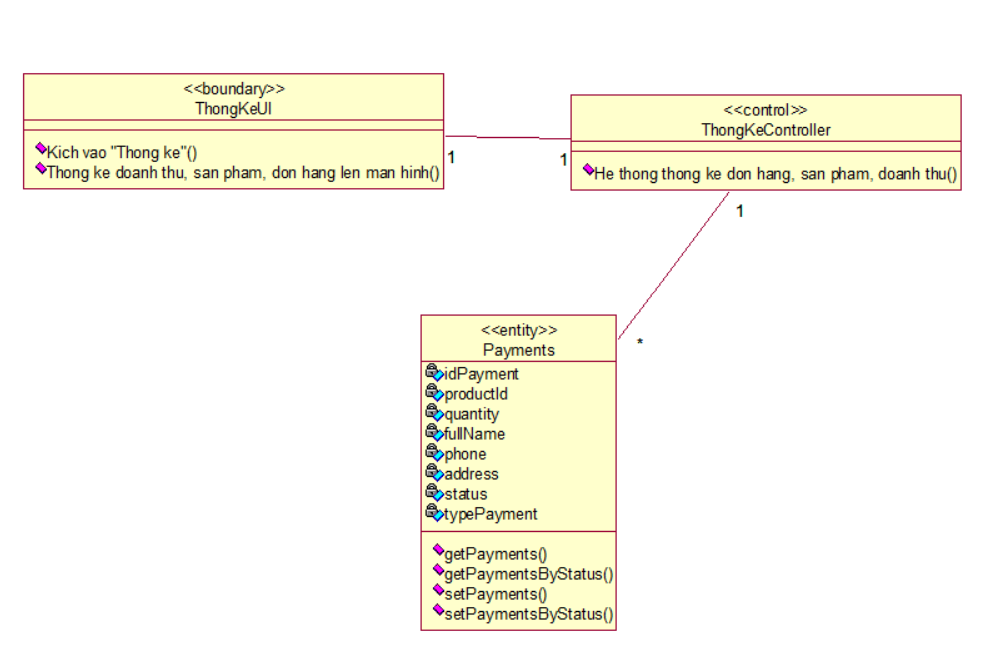 <<boundary>>
ThongKeUI
Kich vao "Thong ke"()
Thong ke doanh thu, san pham, don hang len man hinh()
1
1
<<control>>
ThongKeController
He thong thong ke don hang, san pham, doanh thu()
1
*
<<entity>>
Payments
idPayment
productId
quantity
fullName
phone
address
status
typePayment
getPayments()
getPaymentsByStatus()
setPayments()
setPaymentsByStatus()